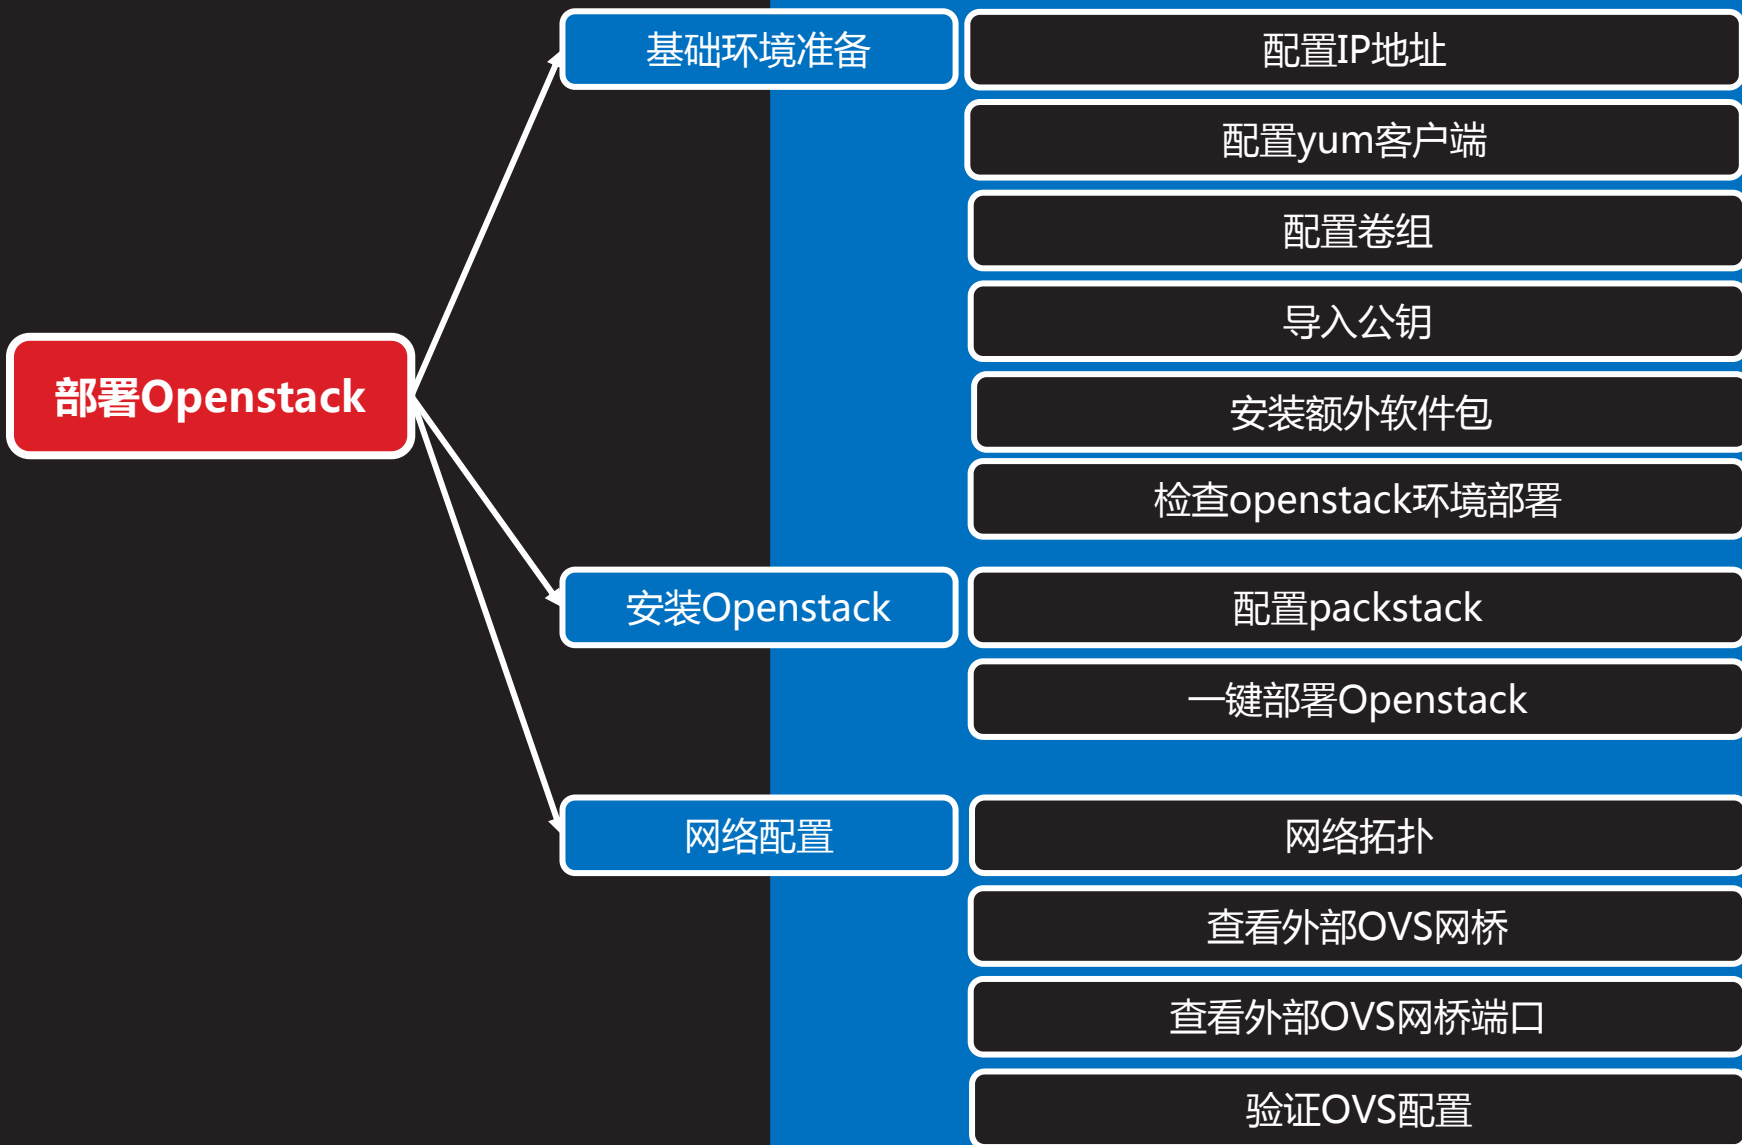 部署Openstack
基础环境准备
配置IP地址
配置yum客户端
配置卷组
导入公钥
安装额外软件包
检查openstack环境部署
安装Openstack
配置packstack
一键部署Openstack
网络配置
网络拓扑
查看外部OVS网桥
查看外部OVS网桥端口
验证OVS配置